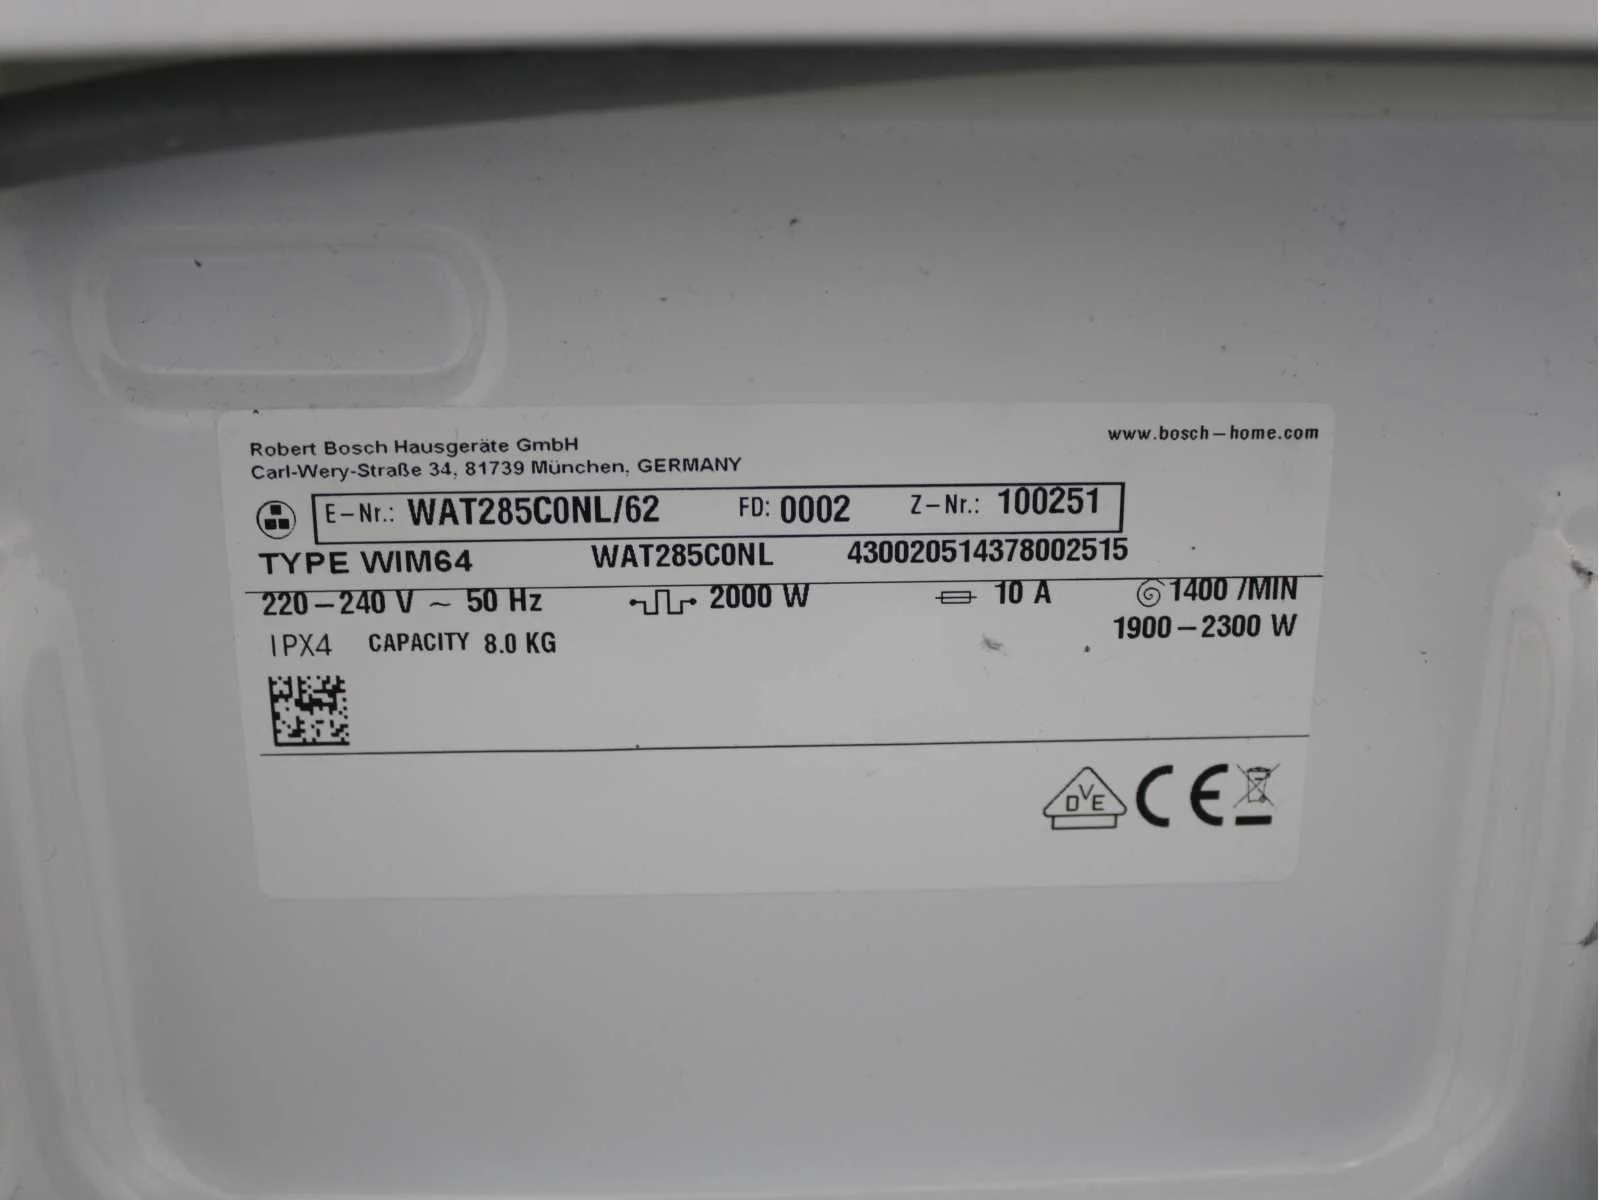 Robert Bosch Hausgeräte GmbH
www.bosch-home.com
Carl-Wery-Straße 34, 81739 München, GERMANY
E-Nr.: WAT285C0NL/62 FD: 0002 Z-Nr.: 100251
TYPE WIM64 WAT285C0NL 430020514378002515
220-240 V ~ 50 Hz 2000 W 10 A 1400 /MIN
IPX4 CAPACITY 8.0 KG 1900-2300 W
DVE CE